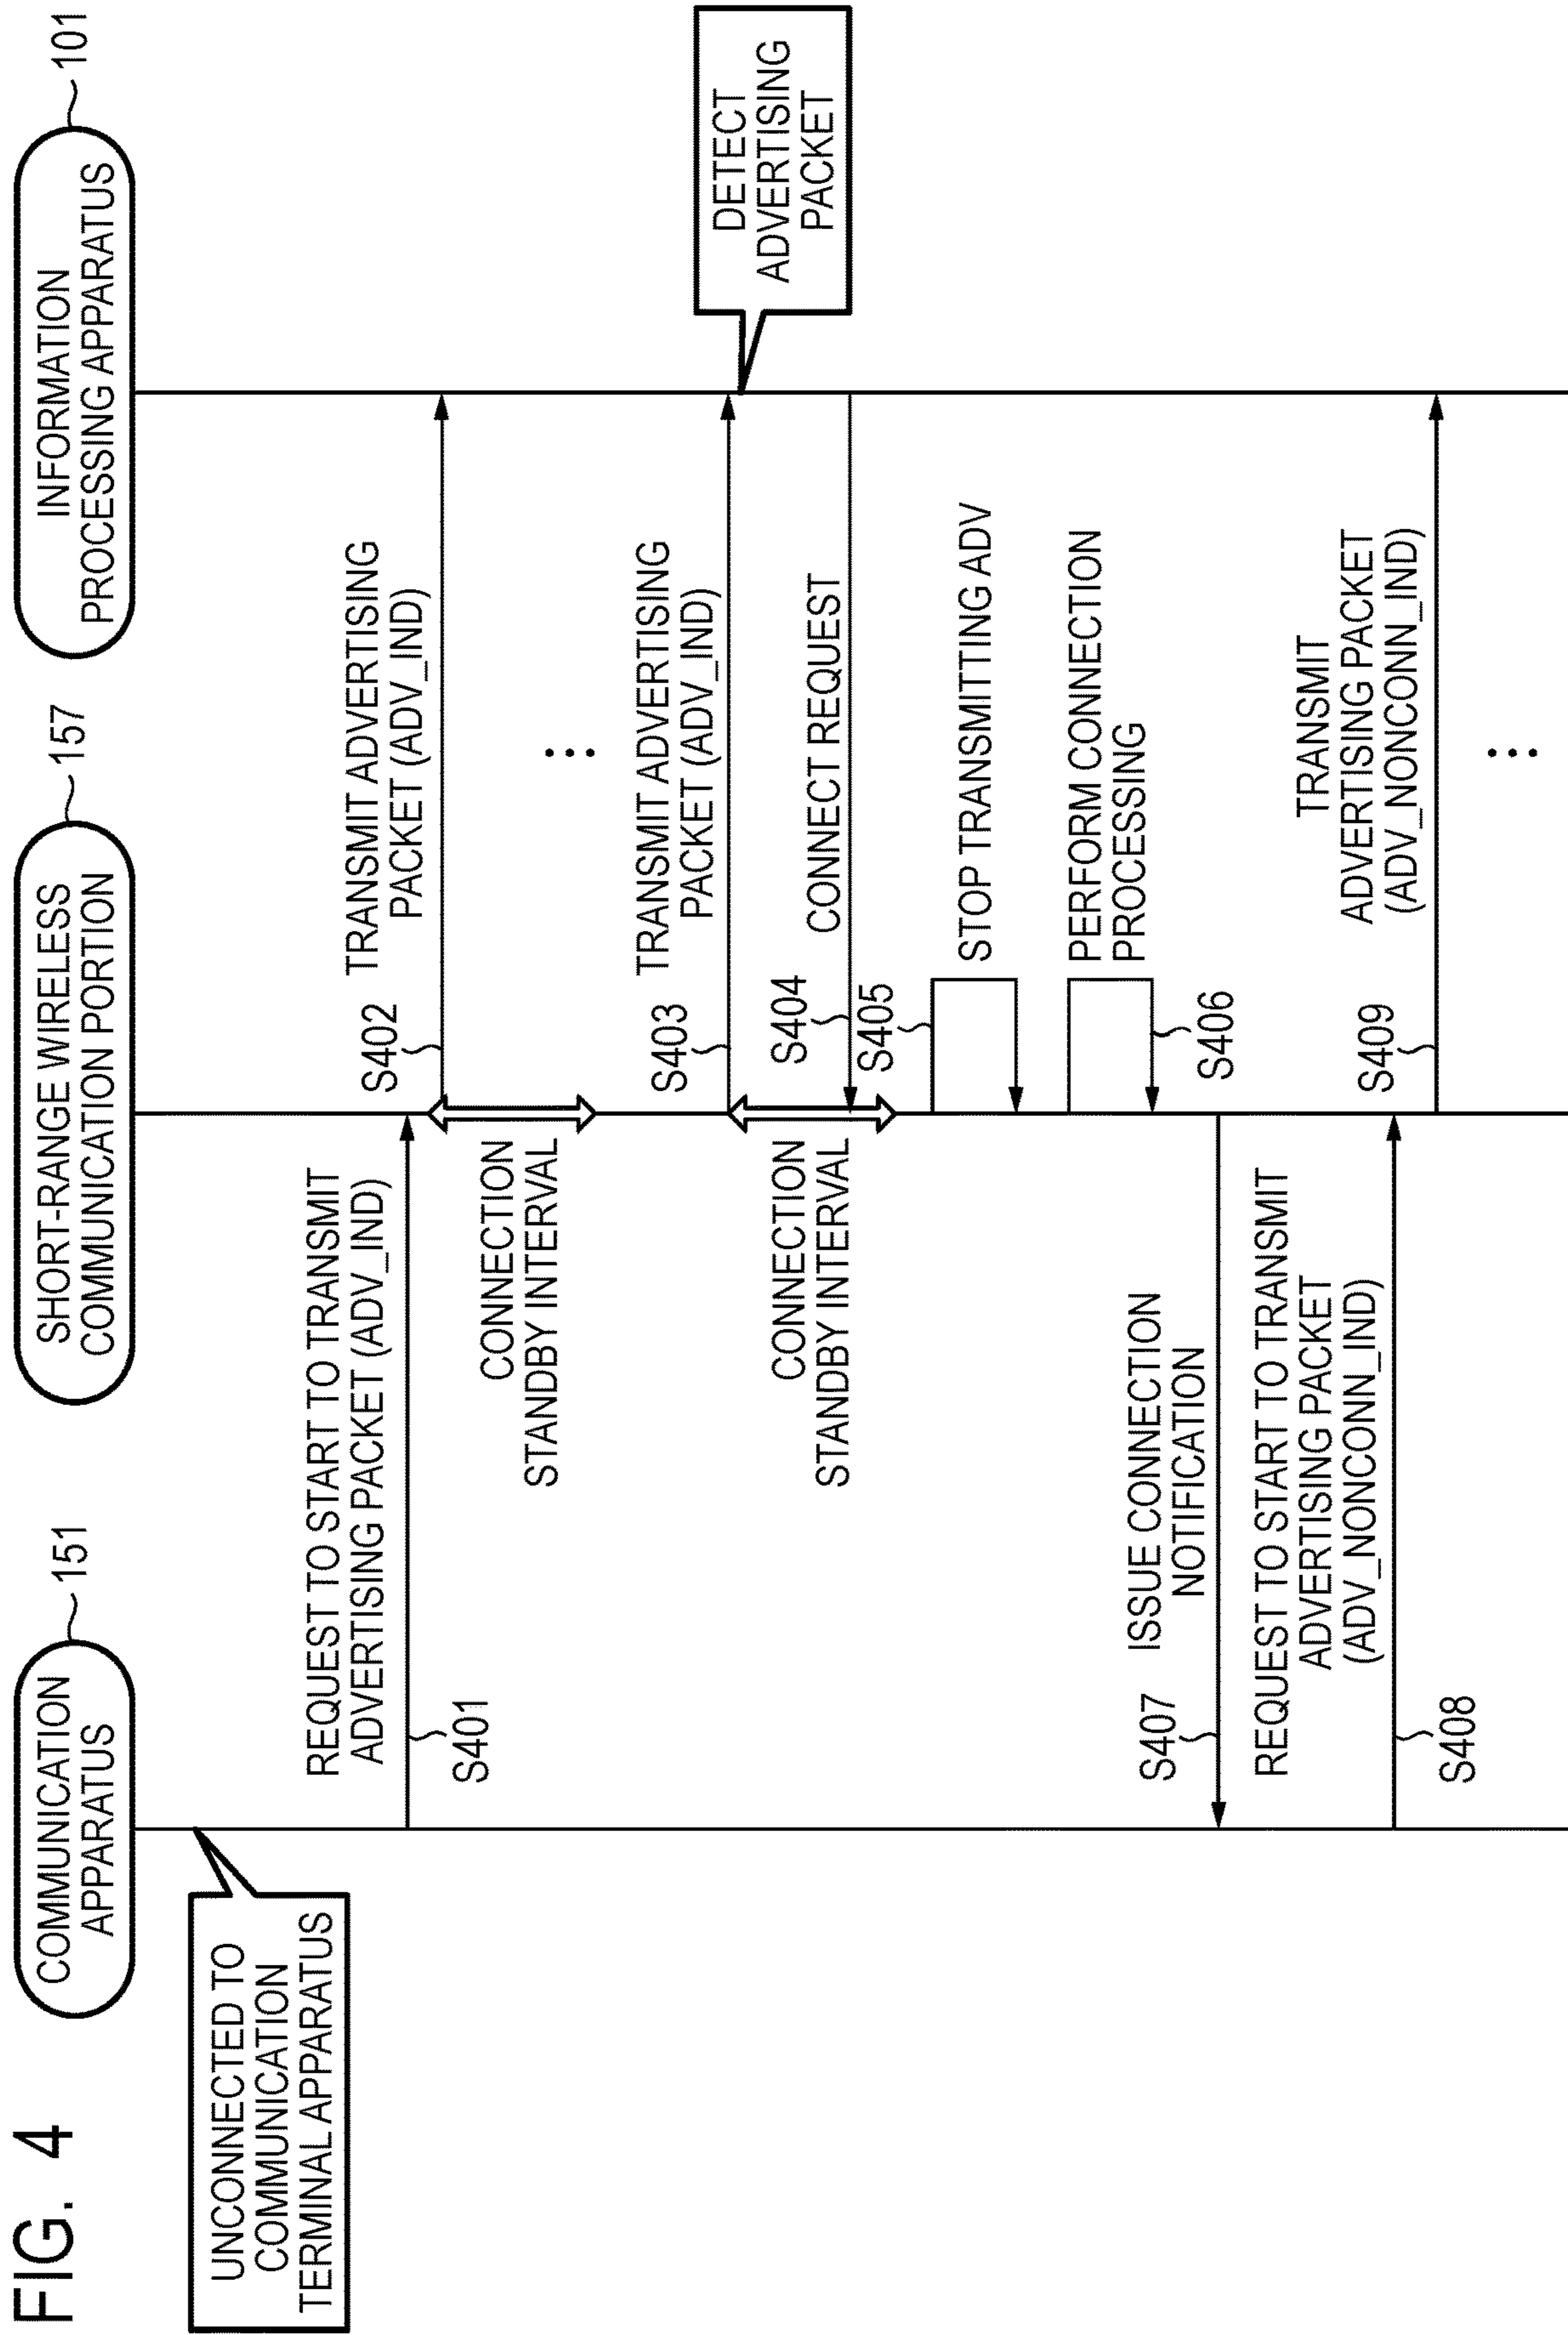 FIG. 4
COMMUNICATION
APPARATUS
151
SHORT-RANGE WIRELESS
COMMUNICATION PORTION
157
INFORMATION
PROCESSING APPARATUS
101
UNCONNECTED TO
COMMUNICATION
TERMINAL APPARATUS
REQUEST TO START TO TRANSMIT
ADVERTISING PACKET (ADV_IND)
S401
S402
TRANSMIT ADVERTISING
PACKET (ADV_IND)
CONNECTION
STANDBY INTERVAL
...
S403
TRANSMIT ADVERTISING
PACKET (ADV_IND)
DETECT
ADVERTISING
PACKET
CONNECTION
STANDBY INTERVAL
S404
CONNECT REQUEST
S405
STOP TRANSMITTING ADV
PERFORM CONNECTION
PROCESSING
S406
ISSUE CONNECTION
NOTIFICATION
S407
REQUEST TO START TO TRANSMIT
ADVERTISING PACKET
(ADV_NONCONN_IND)
S408
TRANSMIT
ADVERTISING PACKET
(ADV_NONCONN_IND)
S409
...